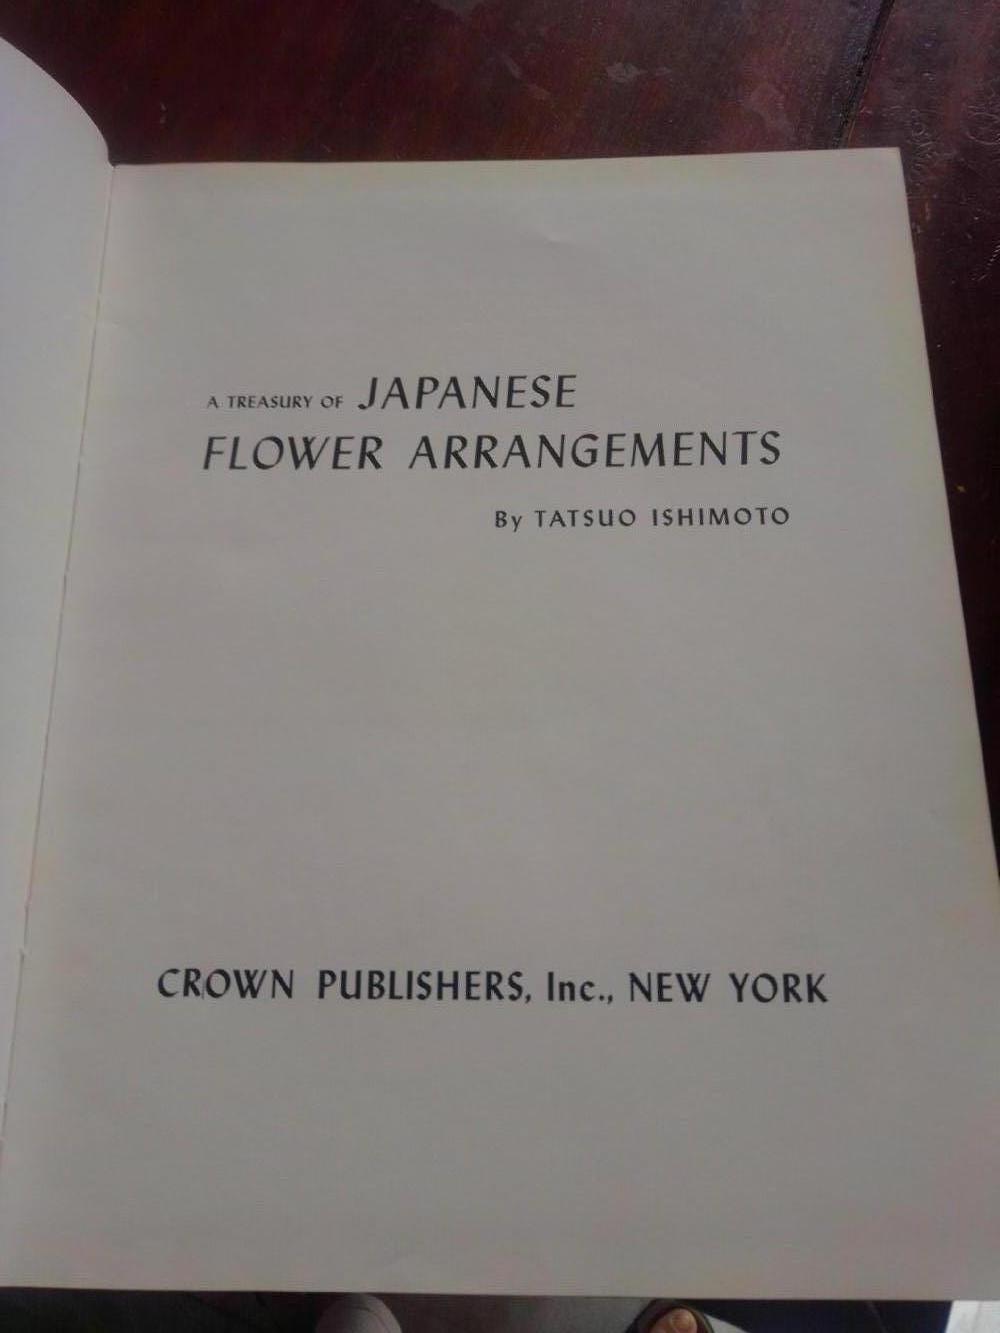 A TREASURY OF JAPANESE
FLOWER ARRANGEMENTS
By TATSUO ISHIMOTO
CROWN PUBLISHERS, Inc., NEW YORK